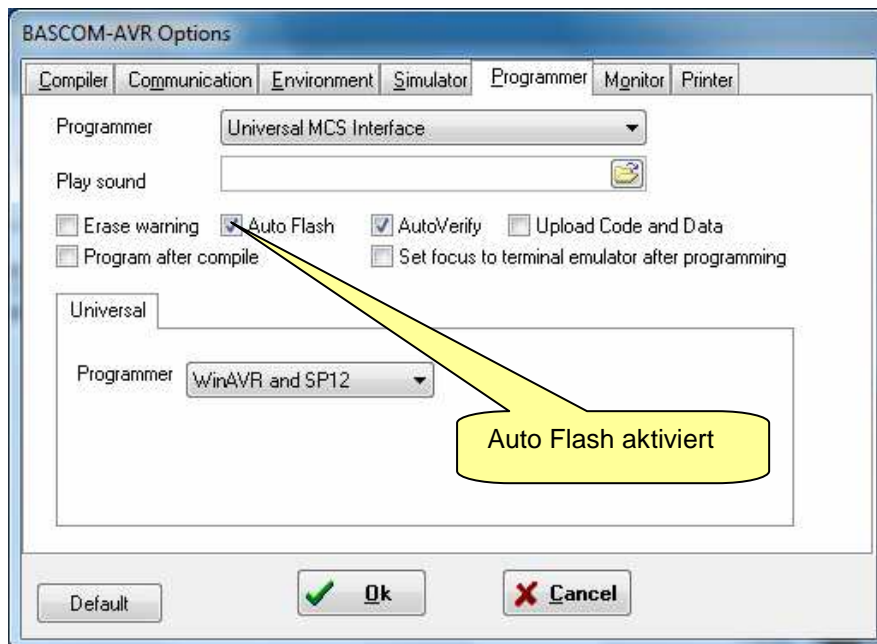 BASCOM-AVR Options
Compiler Communication Environment Simulator Programmer Monitor Printer
Programmer Universal MCS Interface
Play sound
Erase warning Auto Flash AutoVerify Upload Code and Data
Program after compile Set focus to terminal emulator after programming
Universal
Programmer WinAVR and SP12
Auto Flash aktiviert
Default Ok Cancel